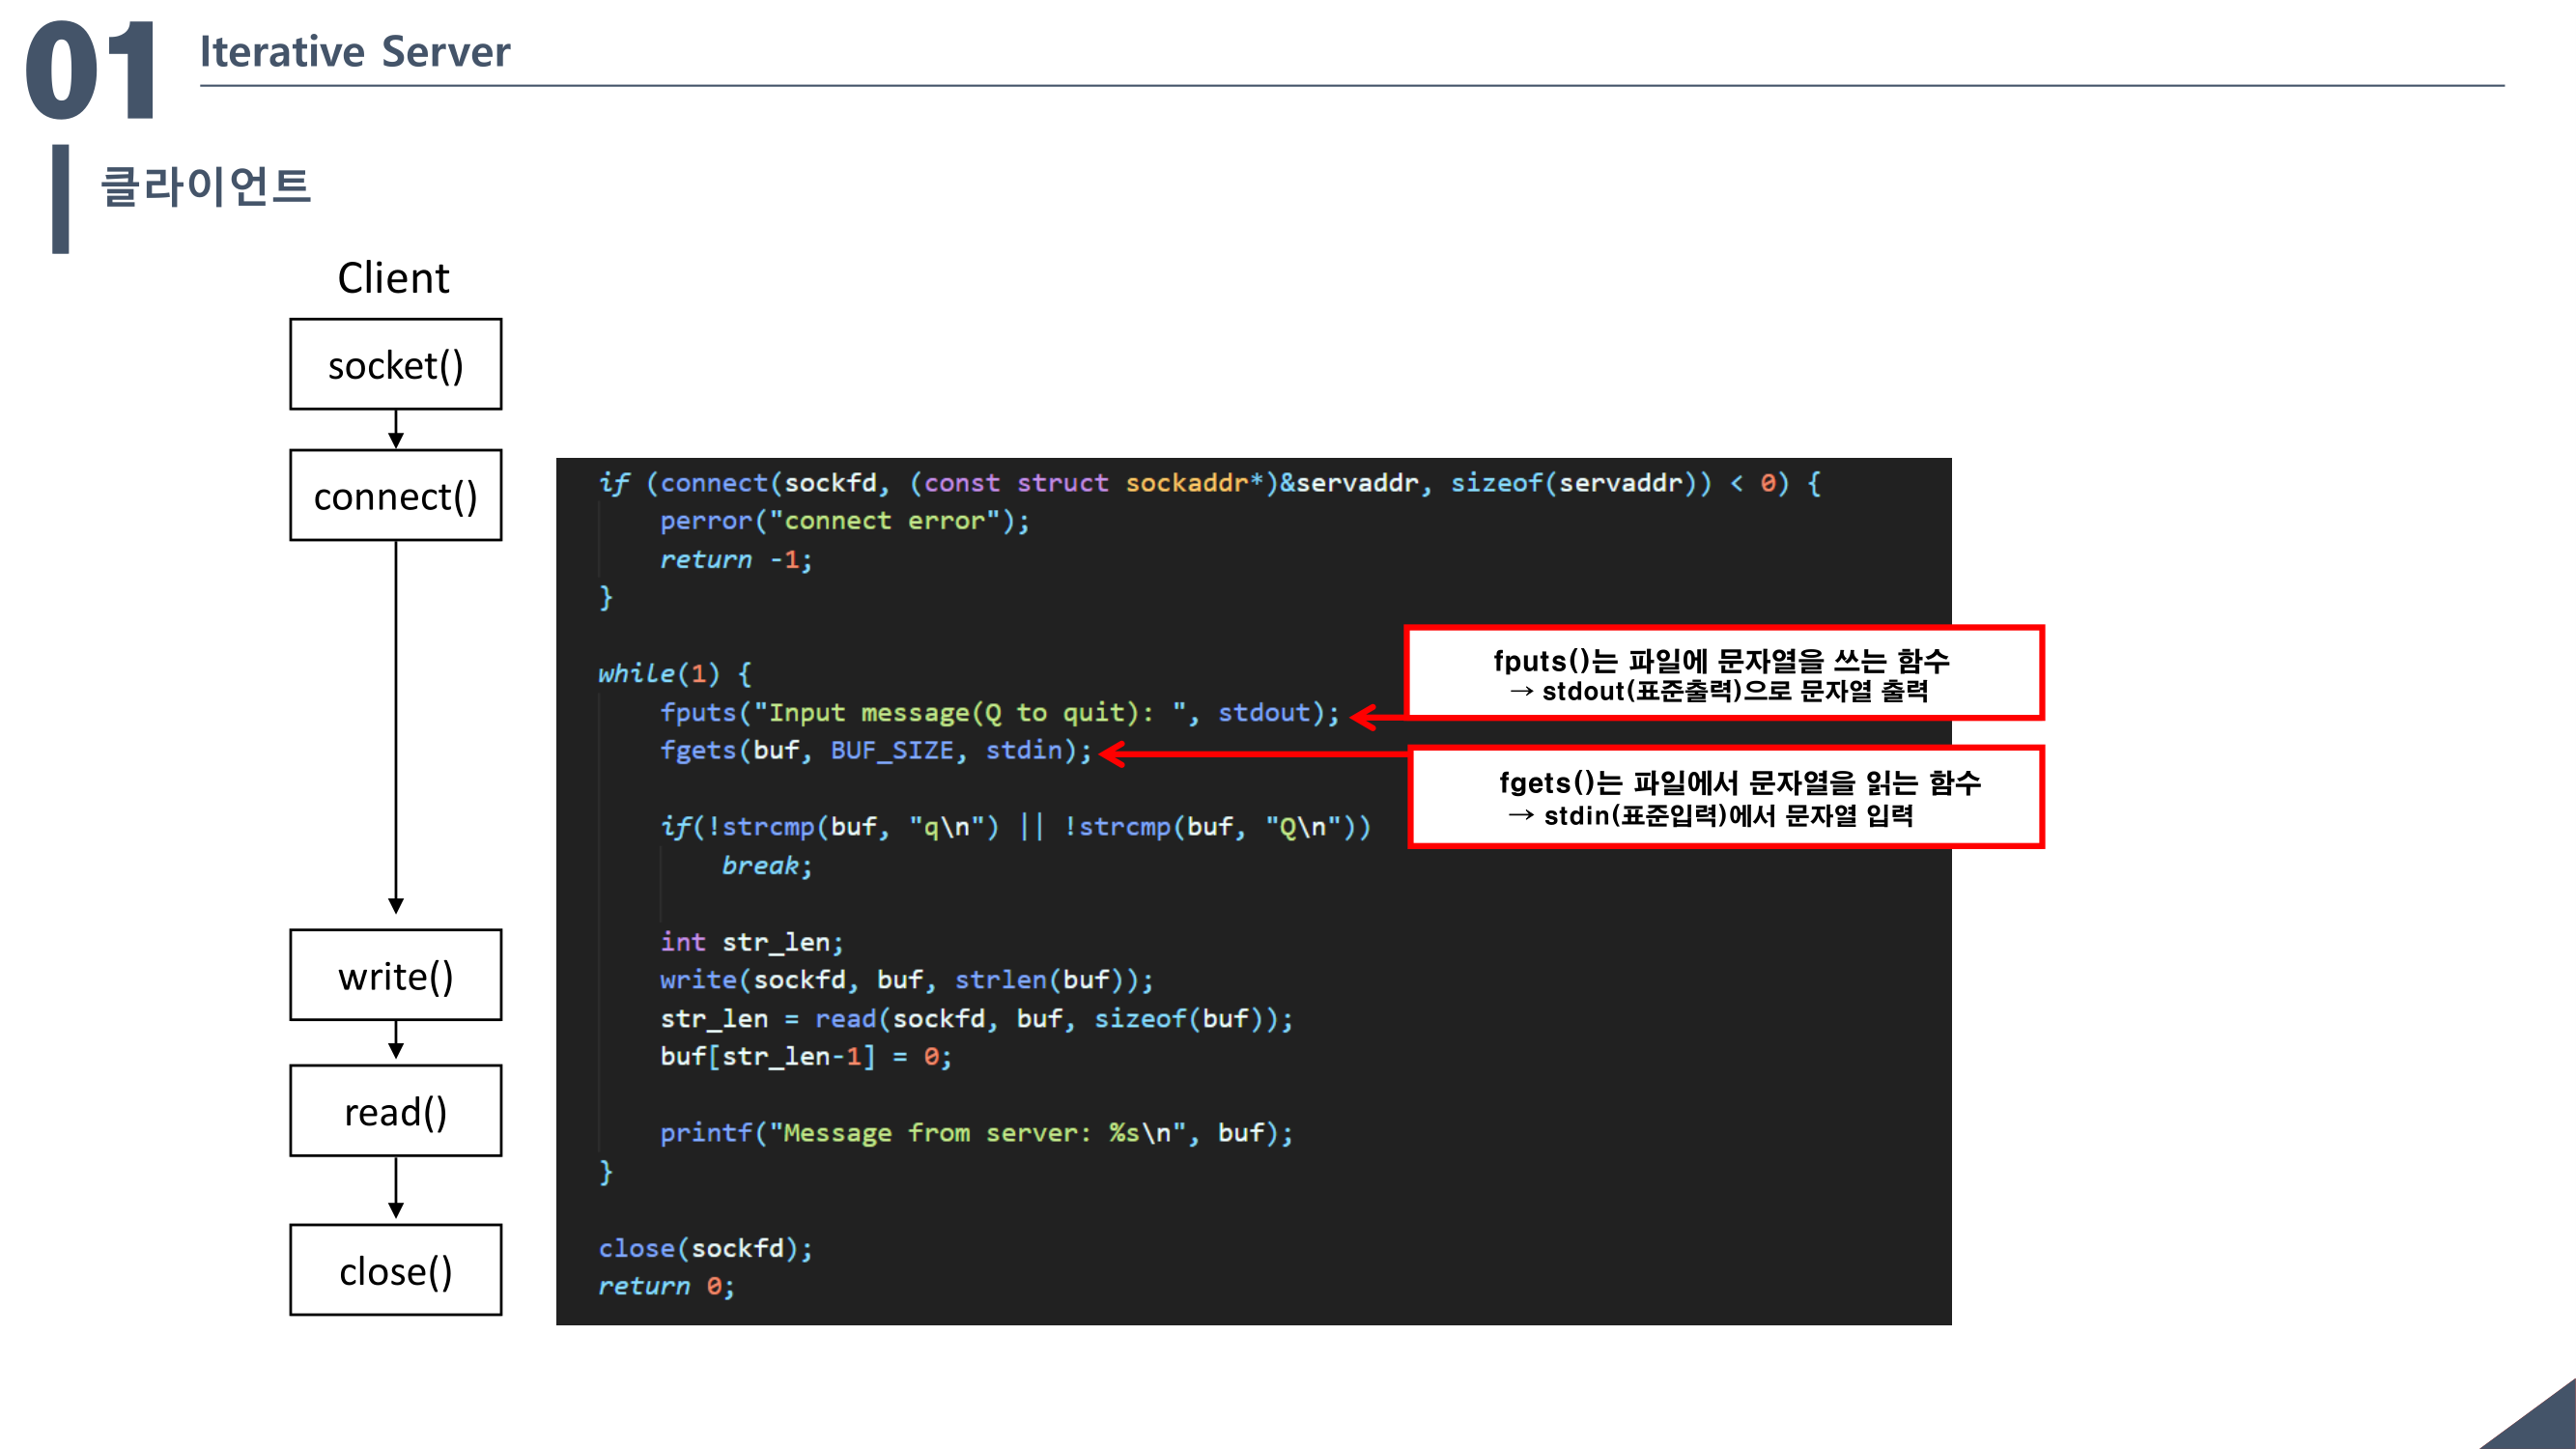 01
Iterative Server
클라이언트
Client
socket()
connect()
write()
read()
close()
if (connect(sockfd, (const struct sockaddr*)&servaddr, sizeof(servaddr)) < 0) {
    perror("connect error");
    return -1;
}
while(1) {
    fputs("Input message(Q to quit): ", stdout);
    fgets(buf, BUF_SIZE, stdin);
    if(!strcmp(buf, "q\n") || !strcmp(buf, "Q\n"))
        break;
    int str_len;
    write(sockfd, buf, strlen(buf));
    str_len = read(sockfd, buf, sizeof(buf));
    buf[str_len-1] = 0;
    printf("Message from server: %s\n", buf);
}
close(sockfd);
return 0;
fputs()는 파일에 문자열을 쓰는 함수
→ stdout(표준출력)으로 문자열 출력
fgets()는 파일에서 문자열을 읽는 함수
→ stdin(표준입력)에서 문자열 입력